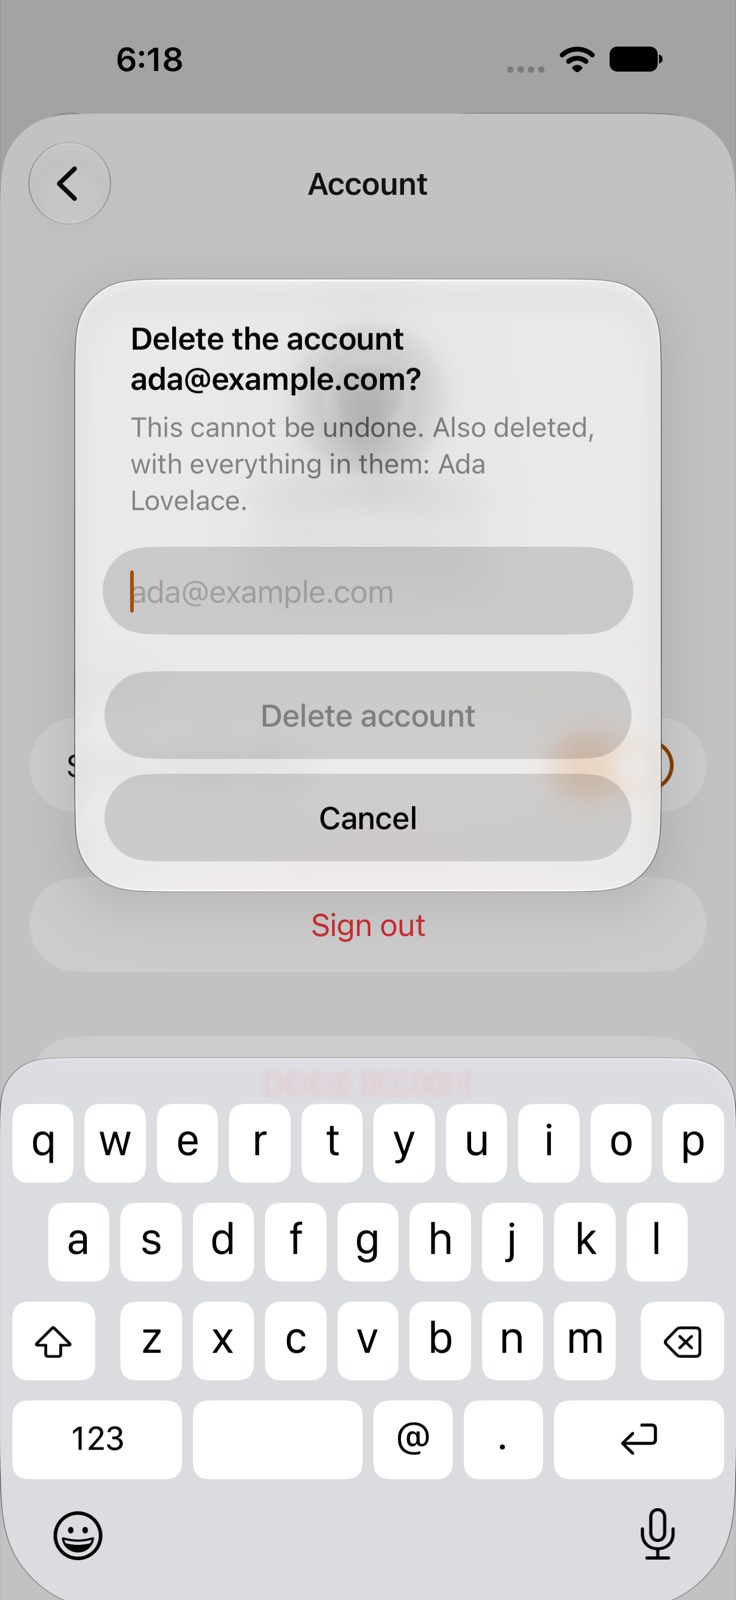 6:18
Account
Delete the account
ada@example.com?
This cannot be undone. Also deleted,
with everything in them: Ada
Lovelace.
ada@example.com
Delete account
Cancel
Sign out
q w e r t y u i o p
a s d f g h j k l
z x c v b n m
123 @ .